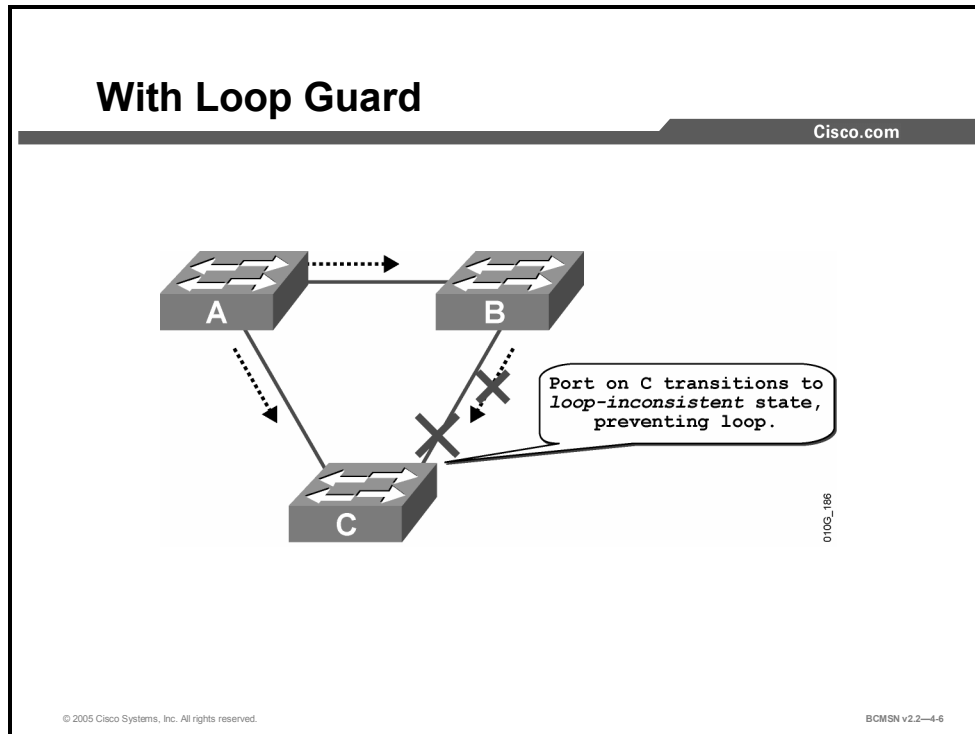 With Loop Guard
Cisco.com
A
B
Port on C transitions to
loop-inconsistent state,
preventing loop.
C
010G_186
© 2005 Cisco Systems, Inc. All rights reserved.
BCMSN v2.2—4-6